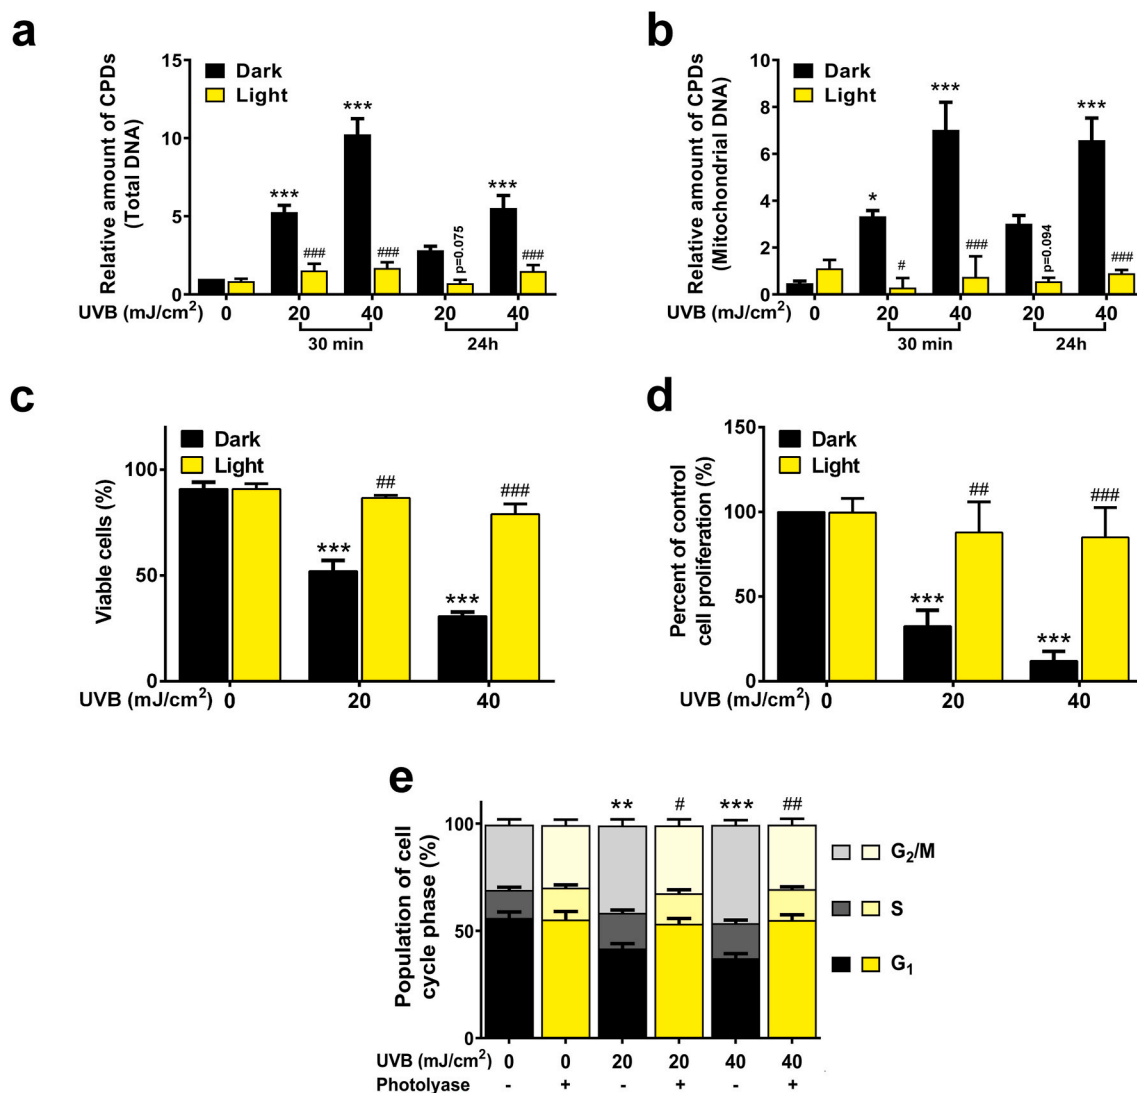 a
Relative amount of CPDs
(Total DNA)
15
10
5
0
Dark
Light
***
***
***
###
###
p=0.075
###
UVB (mJ/cm²)
0
20
40
20
40
30 min
24h
b
Relative amount of CPDs
(Mitochondrial DNA)
10
8
6
4
2
0
Dark
Light
*
***
***
#
###
p=0.094
###
UVB (mJ/cm²)
0
20
40
20
40
30 min
24h
c
Viable cells (%)
100
50
0
Dark
Light
***
##
***
###
UVB (mJ/cm²)
0
20
40
d
Percent of control
cell proliferation (%)
150
100
50
0
Dark
Light
***
##
***
###
UVB (mJ/cm²)
0
20
40
e
Population of cell
cycle phase (%)
100
50
0
** # *** ##
G₂/M
S
G₁
UVB (mJ/cm²) 0 0 20 20 40 40
Photolyase - + - + - +